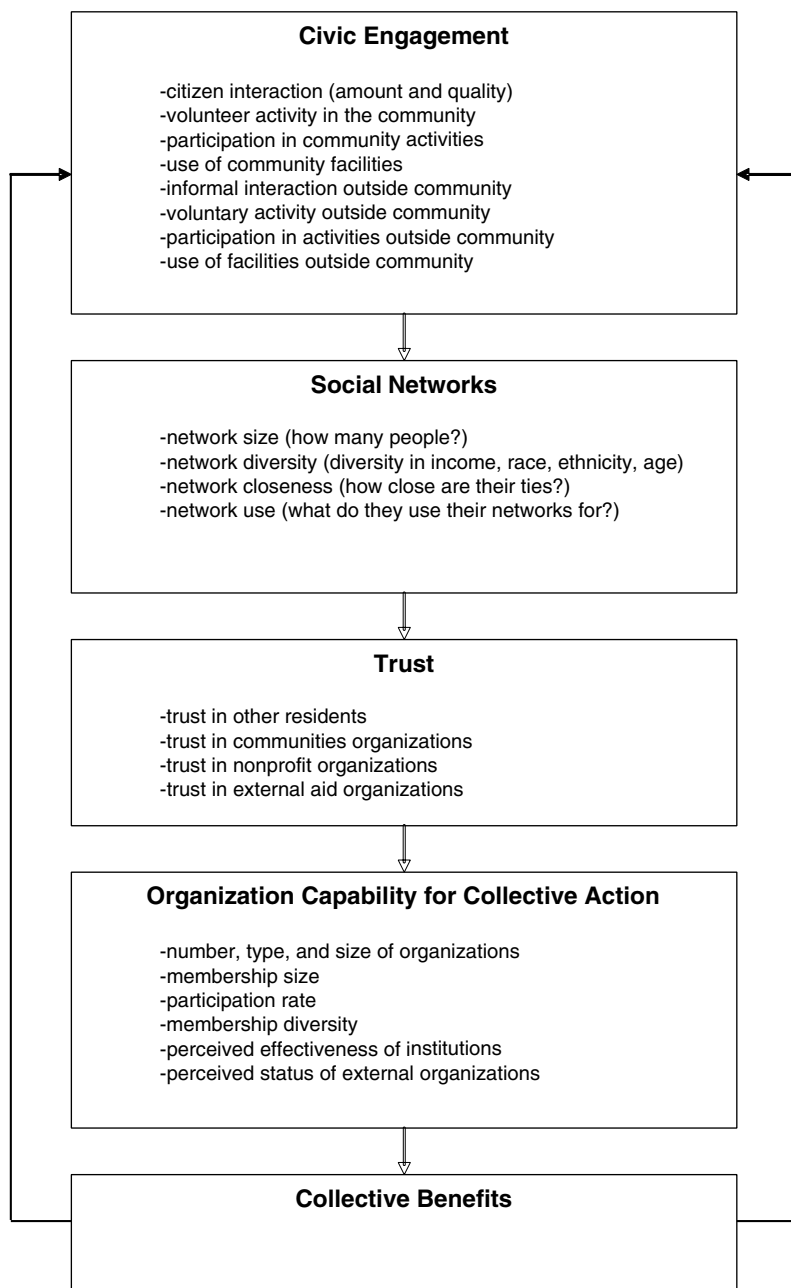 Civic Engagement
-citizen interaction (amount and quality)
-volunteer activity in the community
-participation in community activities
-use of community facilities
-informal interaction outside community
-voluntary activity outside community
-participation in activities outside community
-use of facilities outside community
Social Networks
-network size (how many people?)
-network diversity (diversity in income, race, ethnicity, age)
-network closeness (how close are their ties?)
-network use (what do they use their networks for?)
Trust
-trust in other residents
-trust in communities organizations
-trust in nonprofit organizations
-trust in external aid organizations
Organization Capability for Collective Action
-number, type, and size of organizations
-membership size
-participation rate
-membership diversity
-perceived effectiveness of institutions
-perceived status of external organizations
Collective Benefits